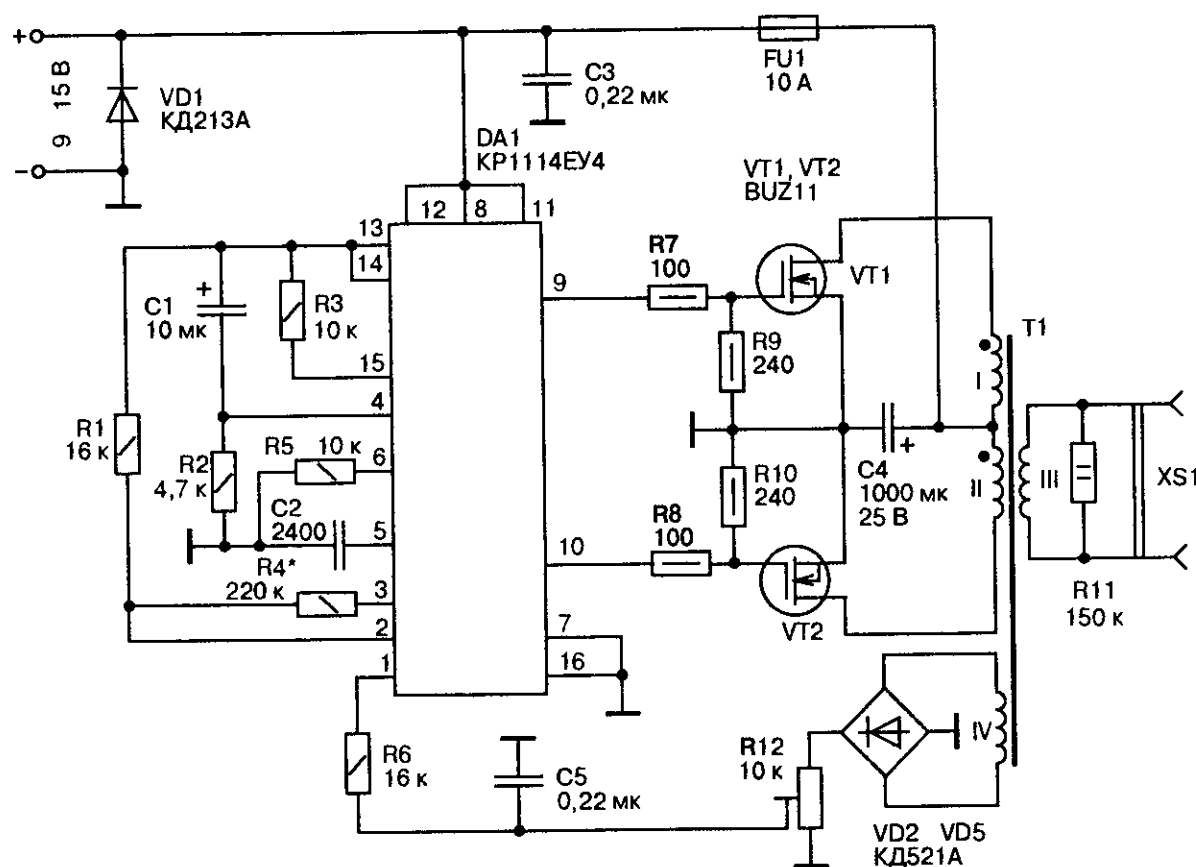 +
9 15 В
−
VD1
КД213А
C3
0,22 мк
FU1
10 А
DA1
КР1114ЕУ4
VT1, VT2
BUZ11
12
8
11
13
14
C1
+
10 мк
R3
10 к
15
4
R1
16 к
R2
4,7 к
R5
10 к
6
C2
2400
5
R4*
220 к
3
2
1
9
R7
100
VT1
R9
240
R10
240
C4
+
1000 мк
25 В
10
R8
100
VT2
7
16
T1
I
II
III
IV
XS1
R11
150 к
R6
16 к
C5
0,22 мк
R12
10 к
VD2 VD5
КД521А